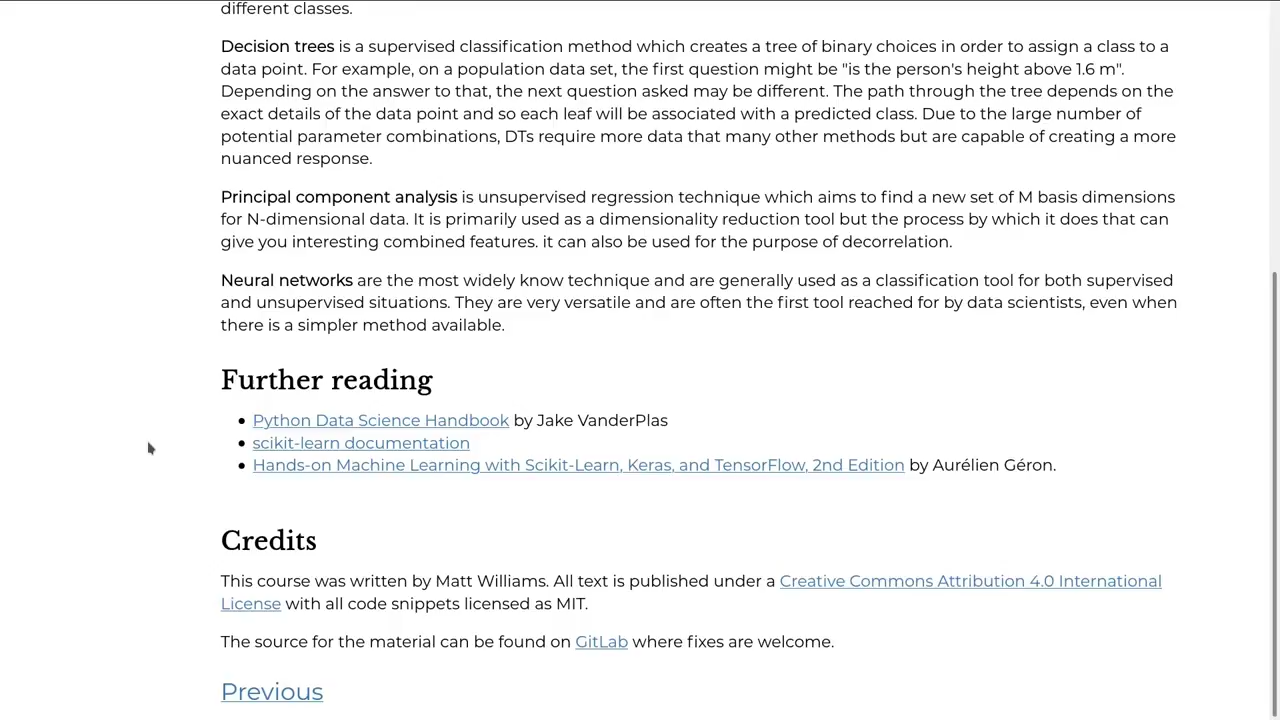 different classes.
Decision trees is a supervised classification method which creates a tree of binary choices in order to assign a class to a
data point. For example, on a population data set, the first question might be "is the person's height above 1.6 m".
Depending on the answer to that, the next question asked may be different. The path through the tree depends on the
exact details of the data point and so each leaf will be associated with a predicted class. Due to the large number of
potential parameter combinations, DTs require more data that many other methods but are capable of creating a more
nuanced response.
Principal component analysis is unsupervised regression technique which aims to find a new set of M basis dimensions
for N-dimensional data. It is primarily used as a dimensionality reduction tool but the process by which it does that can
give you interesting combined features. it can also be used for the purpose of decorrelation.
Neural networks are the most widely know technique and are generally used as a classification tool for both supervised
and unsupervised situations. They are very versatile and are often the first tool reached for by data scientists, even when
there is a simpler method available.
Further reading
• Python Data Science Handbook by Jake VanderPlas
• scikit-learn documentation
• Hands-on Machine Learning with Scikit-Learn, Keras, and TensorFlow, 2nd Edition by Aurélien Géron.
Credits
This course was written by Matt Williams. All text is published under a Creative Commons Attribution 4.0 International
License with all code snippets licensed as MIT.
The source for the material can be found on GitLab where fixes are welcome.
Previous